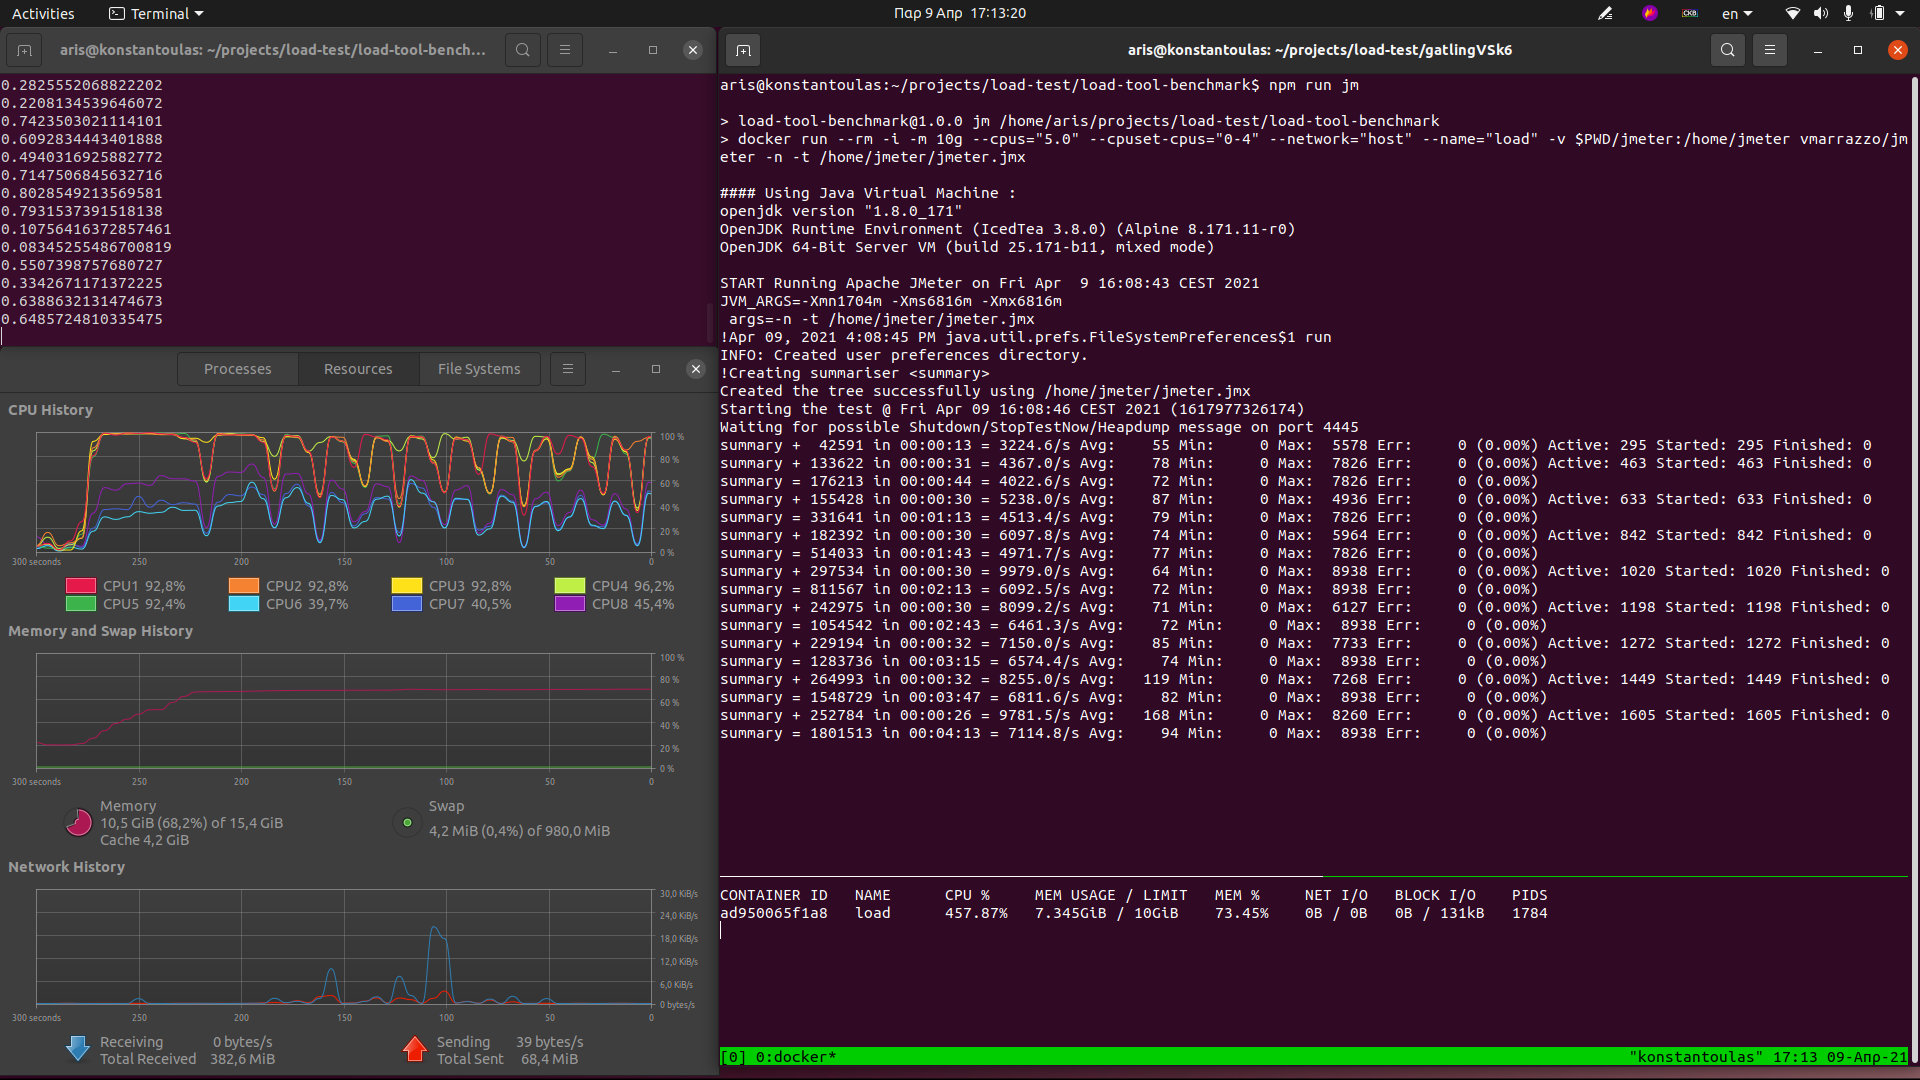 Activities
Terminal
Παρ 9 Απρ  17:13:20
CKB
en
aris@konstantoulas: ~/projects/load-test/load-tool-bench...
0.2825552068822202
0.2208134539646072
0.7423503021114101
0.6092834443401888
0.4940316925882772
0.7147506845632716
0.8028549213569581
0.7931537391518138
0.10756416372857461
0.08345255486700819
0.5507398757680727
0.3342671171372225
0.6388632131474673
0.6485724810335475
Processes
Resources
File Systems
CPU History
100 %
80 %
60 %
40 %
20 %
0 %
300 seconds 250 200 150 100 50 0
CPU1 92,8% CPU2 92,8% CPU3 92,8% CPU4 96,2%
CPU5 92,4% CPU6 39,7% CPU7 40,5% CPU8 45,4%
Memory and Swap History
100 %
80 %
60 %
40 %
20 %
0 %
300 seconds 250 200 150 100 50 0
Memory
10,5 GiB (68,2%) of 15,4 GiB
Cache 4,2 GiB
Swap
4,2 MiB (0,4%) of 980,0 MiB
Network History
30,0 KiB/s
24,0 KiB/s
18,0 KiB/s
12,0 KiB/s
6,0 KiB/s
0 bytes/s
300 seconds 250 200 150 100 50 0
Receiving 0 bytes/s
Total Received 382,6 MiB
Sending 39 bytes/s
Total Sent 68,4 MiB
aris@konstantoulas: ~/projects/load-test/gatlingVSk6
aris@konstantoulas:~/projects/load-test/load-tool-benchmark$ npm run jm
> load-tool-benchmark@1.0.0 jm /home/aris/projects/load-test/load-tool-benchmark
> docker run --rm -i -m 10g --cpus="5.0" --cpuset-cpus="0-4" --network="host" --name="load" -v $PWD/jmeter:/home/jmeter vmarrazzo/jm
eter -n -t /home/jmeter/jmeter.jmx
#### Using Java Virtual Machine :
openjdk version "1.8.0_171"
OpenJDK Runtime Environment (IcedTea 3.8.0) (Alpine 8.171.11-r0)
OpenJDK 64-Bit Server VM (build 25.171-b11, mixed mode)
START Running Apache JMeter on Fri Apr  9 16:08:43 CEST 2021
JVM_ARGS=-Xmn1704m -Xms6816m -Xmx6816m
args=-n -t /home/jmeter/jmeter.jmx
!Apr 09, 2021 4:08:45 PM java.util.prefs.FileSystemPreferences$1 run
INFO: Created user preferences directory.
!Creating summariser <summary>
Created the tree successfully using /home/jmeter/jmeter.jmx
Starting the test @ Fri Apr 09 16:08:46 CEST 2021 (1617977326174)
Waiting for possible Shutdown/StopTestNow/Heapdump message on port 4445
summary +  42591 in 00:00:13 = 3224.6/s Avg:    55 Min:     0 Max:  5578 Err:     0 (0.00%) Active: 295 Started: 295 Finished: 0
summary + 133622 in 00:00:31 = 4367.0/s Avg:    78 Min:     0 Max:  7826 Err:     0 (0.00%) Active: 463 Started: 463 Finished: 0
summary = 176213 in 00:00:44 = 4022.6/s Avg:    72 Min:     0 Max:  7826 Err:     0 (0.00%)
summary + 155428 in 00:00:30 = 5238.0/s Avg:    87 Min:     0 Max:  4936 Err:     0 (0.00%) Active: 633 Started: 633 Finished: 0
summary = 331641 in 00:01:13 = 4513.4/s Avg:    79 Min:     0 Max:  7826 Err:     0 (0.00%)
summary + 182392 in 00:00:30 = 6097.8/s Avg:    74 Min:     0 Max:  5964 Err:     0 (0.00%) Active: 842 Started: 842 Finished: 0
summary = 514033 in 00:01:43 = 4971.7/s Avg:    77 Min:     0 Max:  7826 Err:     0 (0.00%)
summary + 297534 in 00:00:30 = 9979.0/s Avg:    64 Min:     0 Max:  8938 Err:     0 (0.00%) Active: 1020 Started: 1020 Finished: 0
summary = 811567 in 00:02:13 = 6092.5/s Avg:    72 Min:     0 Max:  8938 Err:     0 (0.00%)
summary + 242975 in 00:00:30 = 8099.2/s Avg:    71 Min:     0 Max:  6127 Err:     0 (0.00%) Active: 1198 Started: 1198 Finished: 0
summary = 1054542 in 00:02:43 = 6461.3/s Avg:    72 Min:     0 Max:  8938 Err:     0 (0.00%)
summary + 229194 in 00:00:32 = 7150.0/s Avg:    85 Min:     0 Max:  7733 Err:     0 (0.00%) Active: 1272 Started: 1272 Finished: 0
summary = 1283736 in 00:03:15 = 6574.4/s Avg:    74 Min:     0 Max:  8938 Err:     0 (0.00%)
summary + 264993 in 00:00:32 = 8255.0/s Avg:   119 Min:     0 Max:  7268 Err:     0 (0.00%) Active: 1449 Started: 1449 Finished: 0
summary = 1548729 in 00:03:47 = 6811.6/s Avg:    82 Min:     0 Max:  8938 Err:     0 (0.00%)
summary + 252784 in 00:00:26 = 9781.5/s Avg:   168 Min:     0 Max:  8260 Err:     0 (0.00%) Active: 1605 Started: 1605 Finished: 0
summary = 1801513 in 00:04:13 = 7114.8/s Avg:    94 Min:     0 Max:  8938 Err:     0 (0.00%)
CONTAINER ID   NAME      CPU %     MEM USAGE / LIMIT   MEM %     NET I/O   BLOCK I/O    PIDS
ad950065f1a8   load      457.87%   7.345GiB / 10GiB    73.45%    0B / 0B   0B / 131kB   1784
[0] 0:docker*
"konstantoulas" 17:13 09-Απρ-21